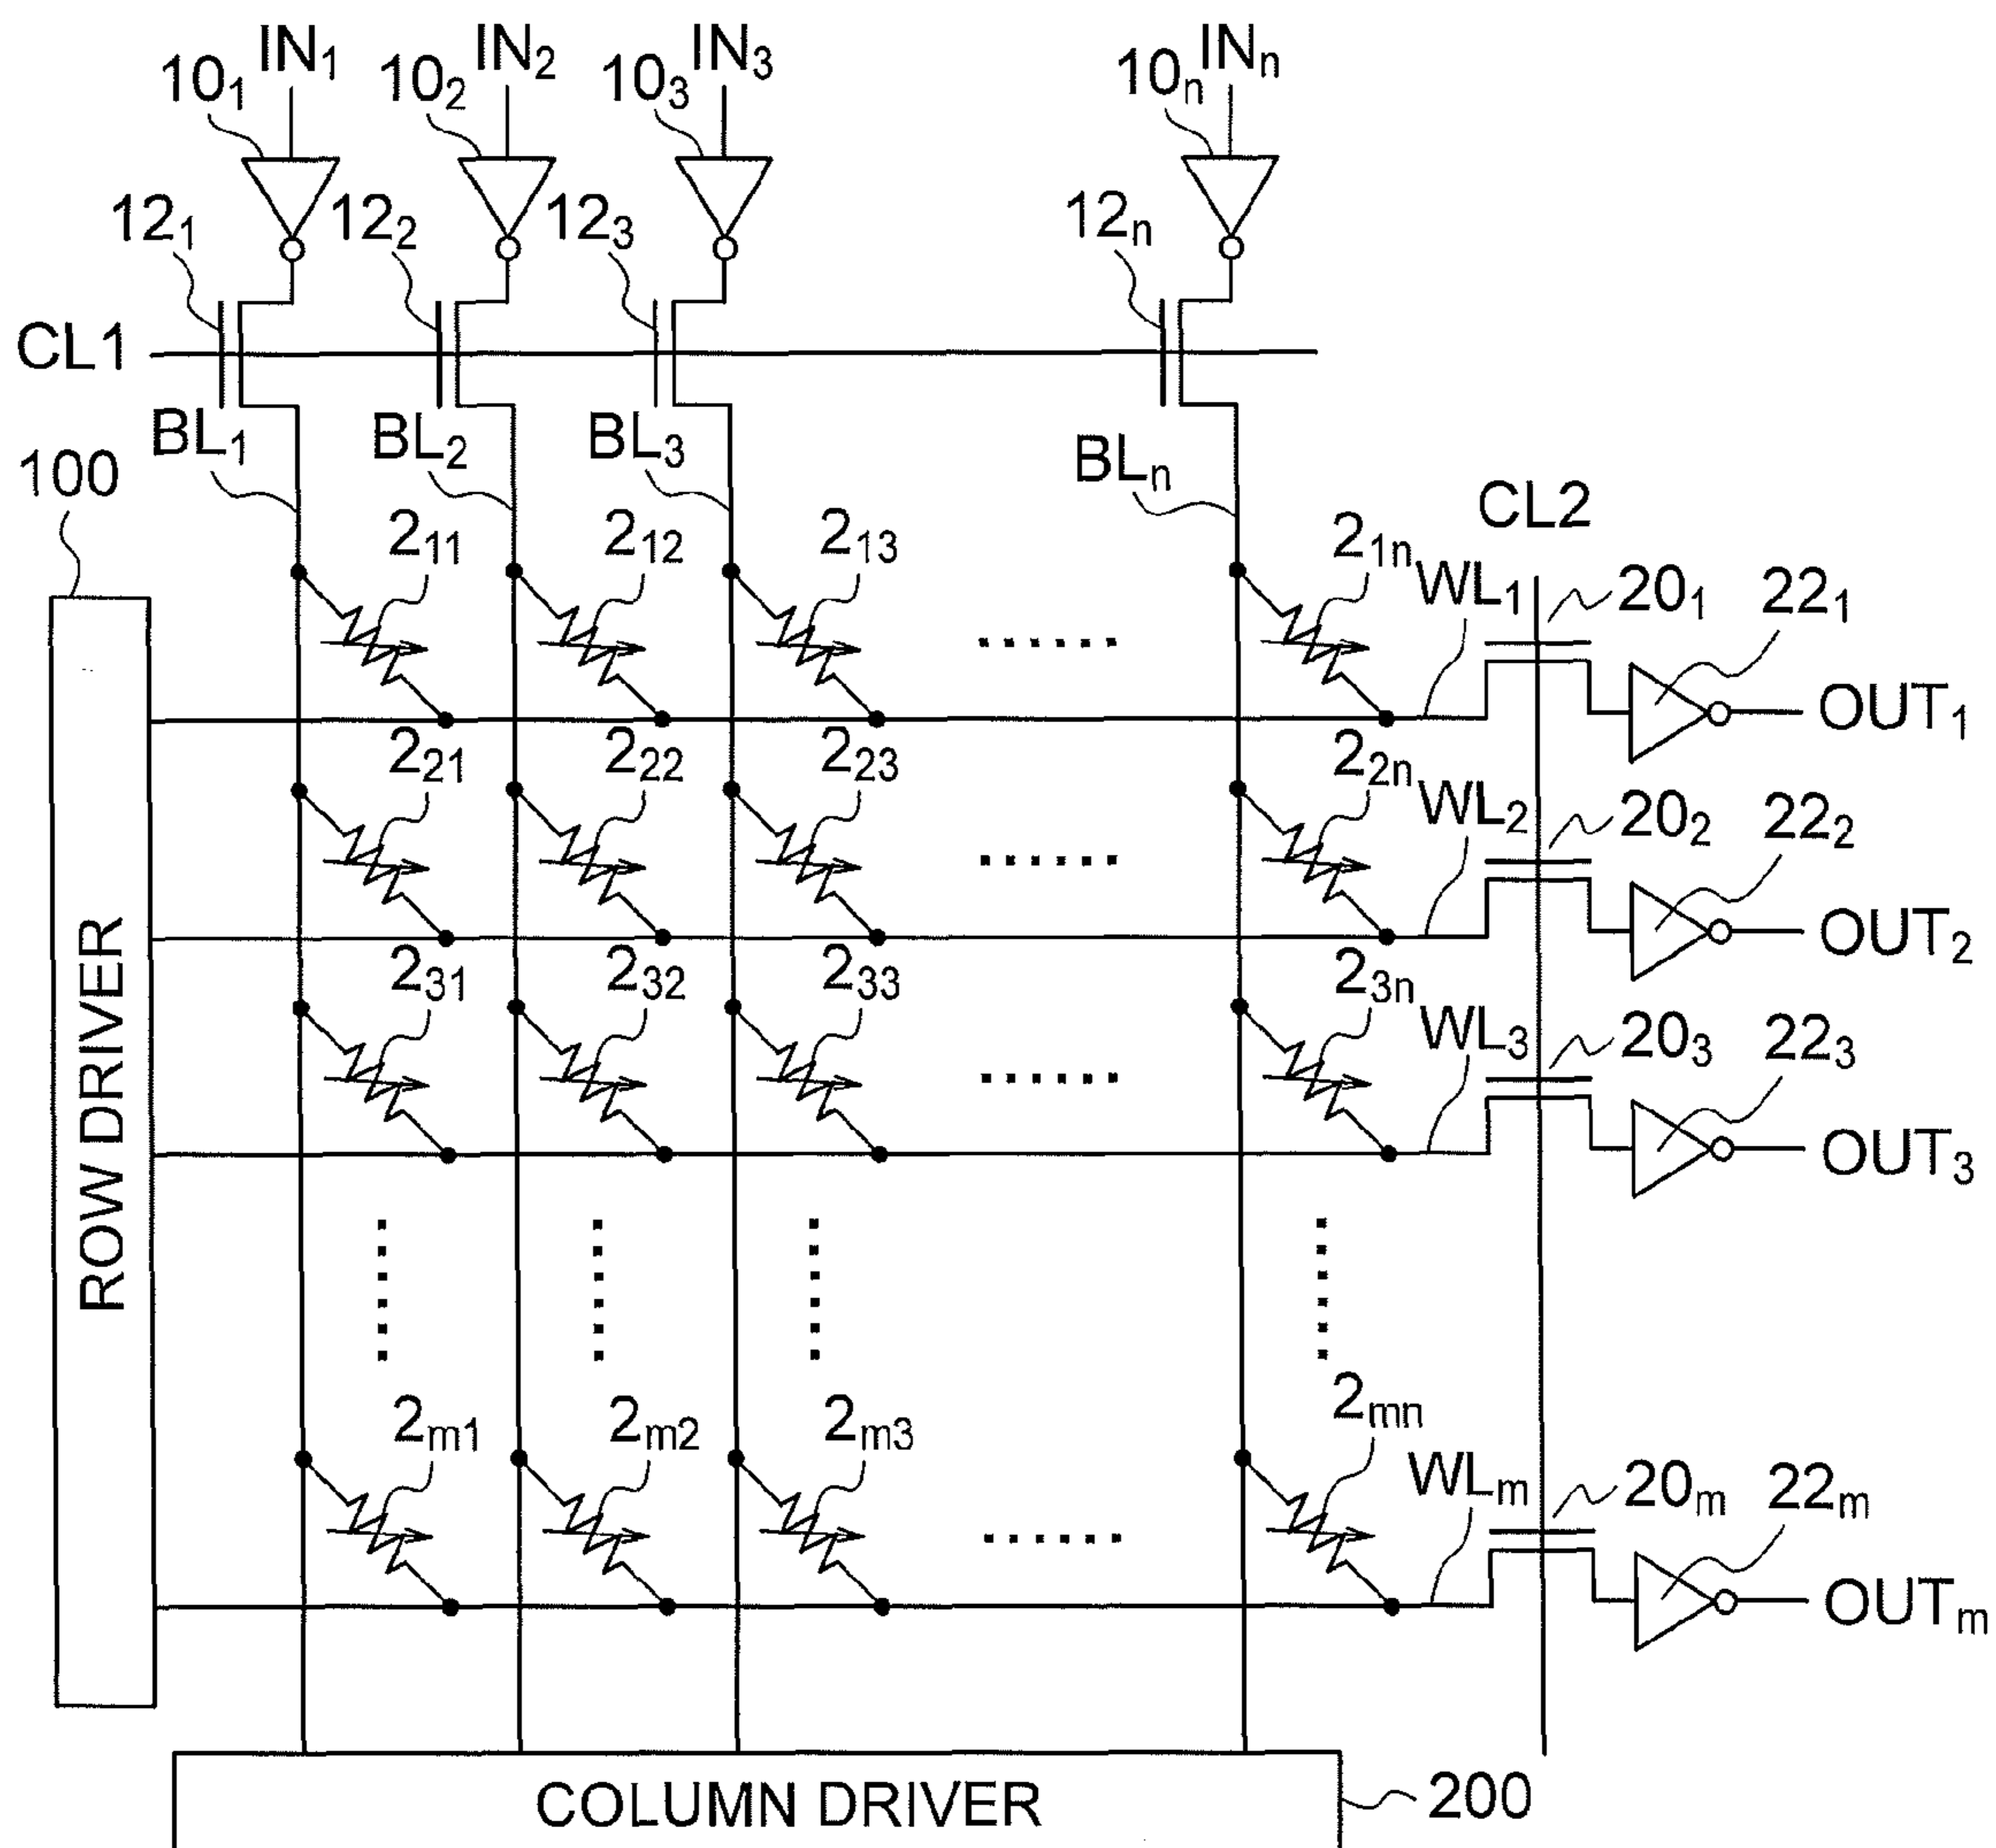 IN₁ IN₂ IN₃ INₙ
10₁ 10₂ 10₃ 10ₙ
12₁ 12₂ 12₃ 12ₙ
CL1
BL₁ BL₂ BL₃ BLₙ
100
CL2
2₁₁ 2₁₂ 2₁₃ 2₁ₙ WL₁ 20₁ 22₁
OUT₁
2₂₁ 2₂₂ 2₂₃ 2₂ₙ WL₂ 20₂ 22₂
OUT₂
2₃₁ 2₃₂ 2₃₃ 2₃ₙ WL₃ 20₃ 22₃
OUT₃
ROW DRIVER
2ₘ₁ 2ₘ₂ 2ₘ₃ 2ₘₙ WLₘ 20ₘ 22ₘ
OUTₘ
COLUMN DRIVER 200